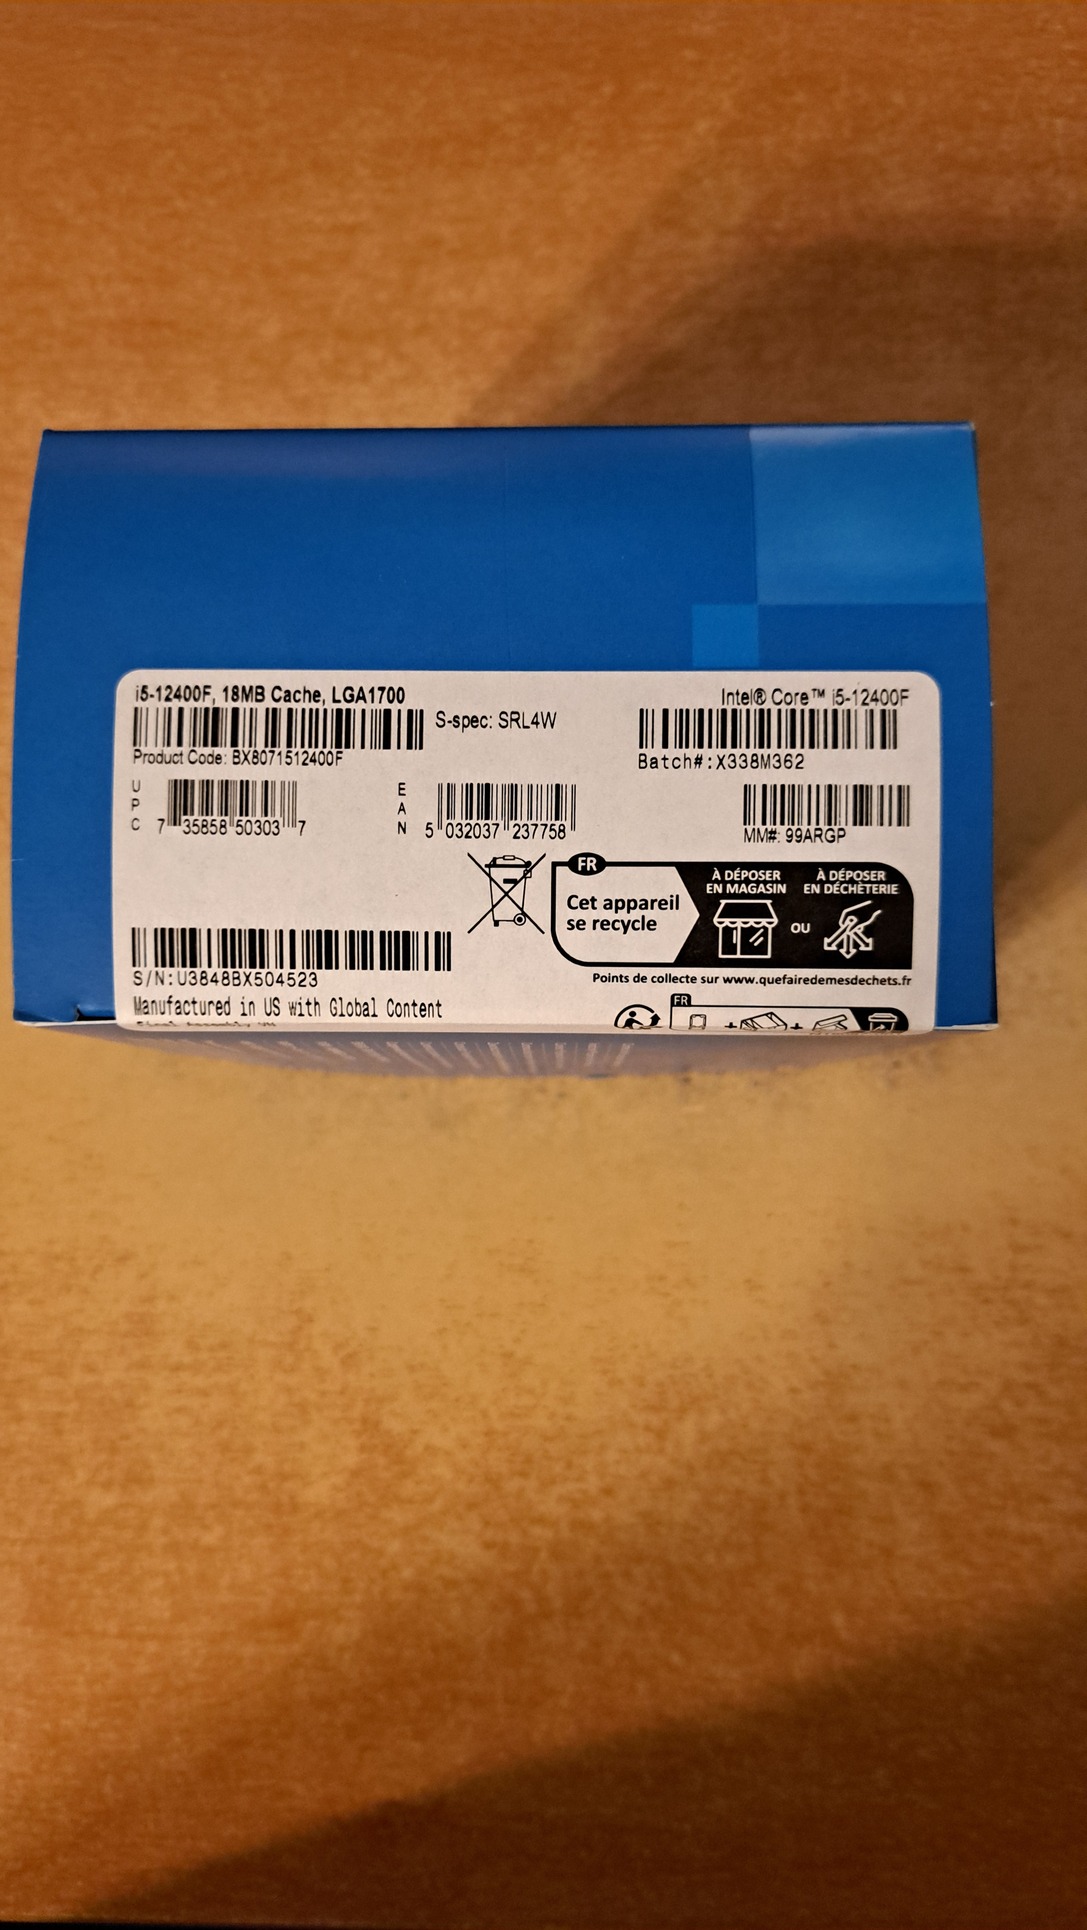 i5-12400F, 18MB Cache, LGA1700
S-spec: SRL4W
Product Code: BX8071512400F
Intel® Core™ i5-12400F
Batch#:X338M362
UPC
7 35858 50303 7
EAN
5 032037 237758
MM#: 99ARGP
FR
Cet appareil
se recycle
À DÉPOSER
EN MAGASIN
OU
À DÉPOSER
EN DÉCHÈTERIE
Points de collecte sur www.quefairedemesdechets.fr
S/N:U3848BX504523
Manufactured in US with Global Content
FR